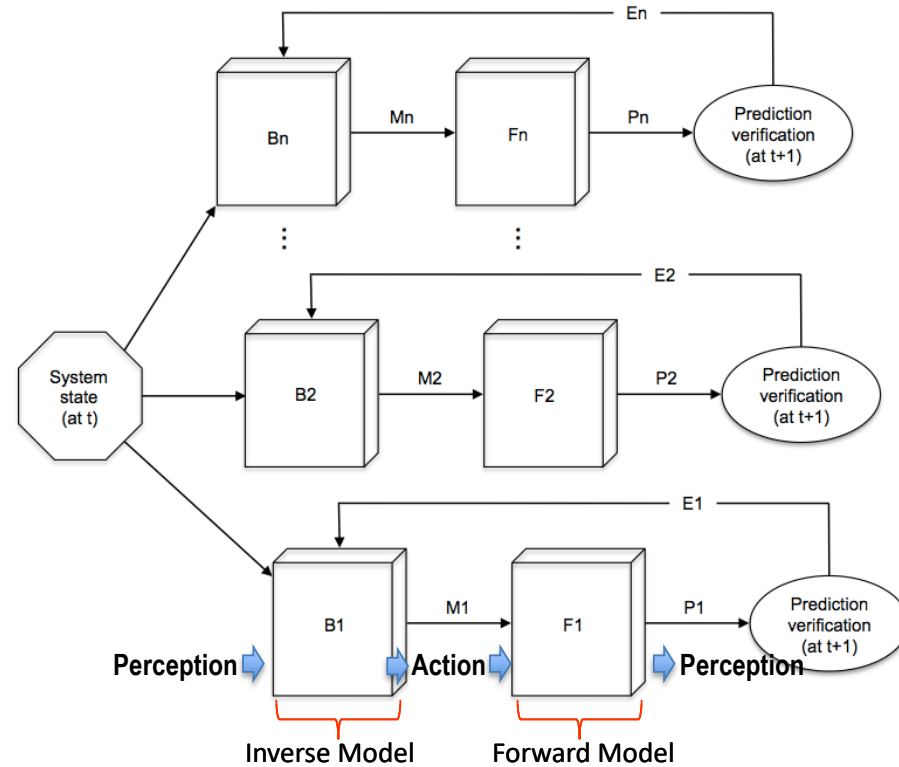 En
Bn
Mn
Fn
Pn
Prediction
verification
(at t+1)
⋮
⋮
E2
System
state
(at t)
B2
M2
F2
P2
Prediction
verification
(at t+1)
E1
B1
M1
F1
P1
Prediction
verification
(at t+1)
Perception
Action
Perception
Inverse Model
Forward Model